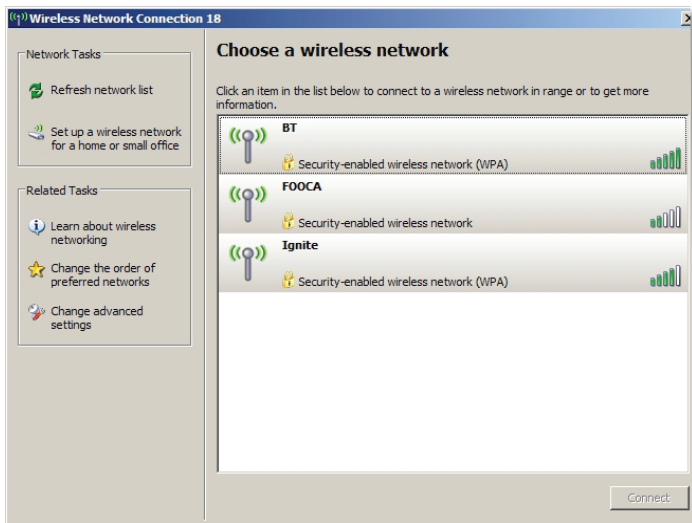 Wireless Network Connection 18
Network Tasks
Refresh network list
Set up a wireless network
for a home or small office
Related Tasks
Learn about wireless
networking
Change the order of
preferred networks
Change advanced
settings
Choose a wireless network
Click an item in the list below to connect to a wireless network in range or to get more
information.
BT
Security-enabled wireless network (WPA)
FOOCA
Security-enabled wireless network
Ignite
Security-enabled wireless network (WPA)
Connect